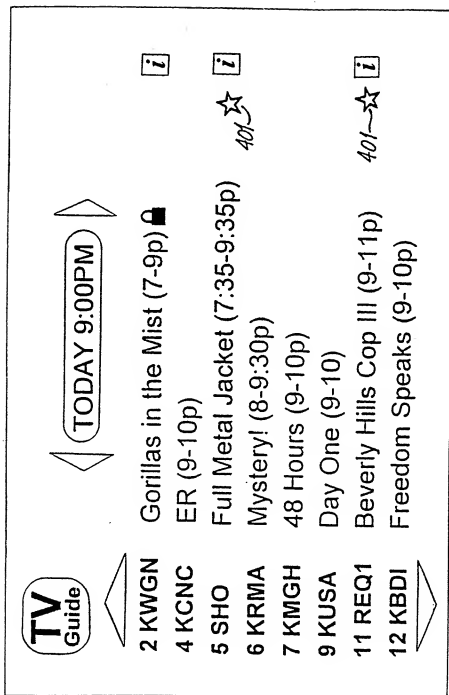 TV
Guide
TODAY 9:00PM
2 KWGN Gorillas in the Mist (7-9p) i
4 KCNC ER (9-10p)
5 SHO Full Metal Jacket (7:35-9:35p) 401 i
6 KRMA Mystery! (8-9:30p)
7 KMGH 48 Hours (9-10p)
9 KUSA Day One (9-10)
11 REQ1 Beverly Hills Cop III (9-11p) 401 i
12 KBDI Freedom Speaks (9-10p)